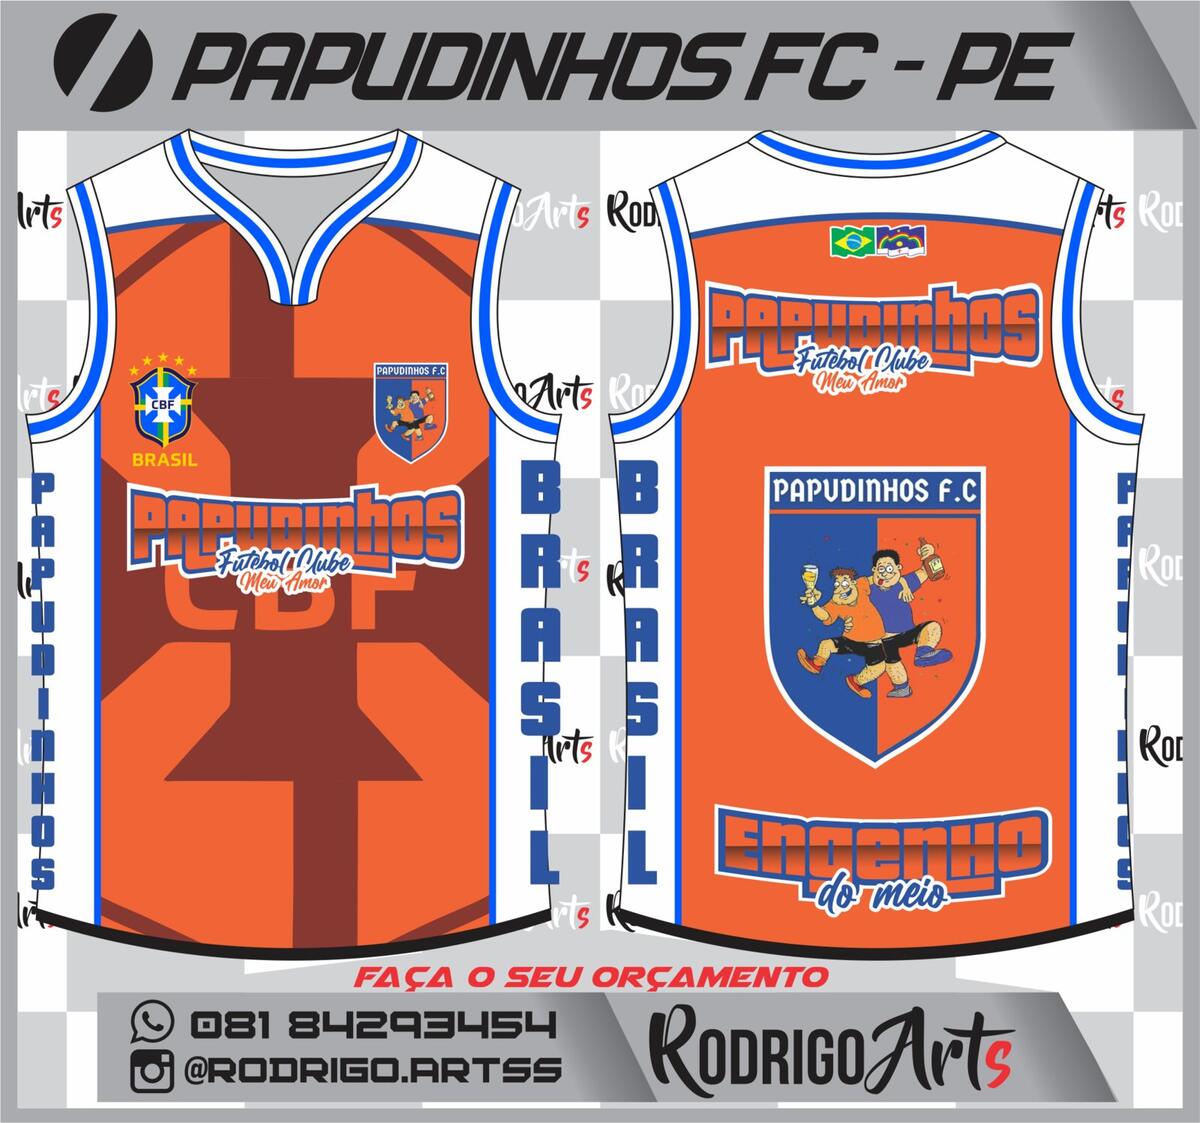 PAPUDINHOS FC - PE
CBF
BRASIL
PAPUDINHOS F.C
PAPUDINHOS
Futebol Clube
Meu Amor
CBF
PAPUDINHOS
BRASIL
PAPUDINHOS
Futebol Clube
Meu Amor
PAPUDINHOS F.C
ENGENHO
do meio
BRASIL
PAPUDINHOS
FAÇA O SEU ORÇAMENTO
081 84293454
@RODRIGO.ARTSS
RODRIGOArts